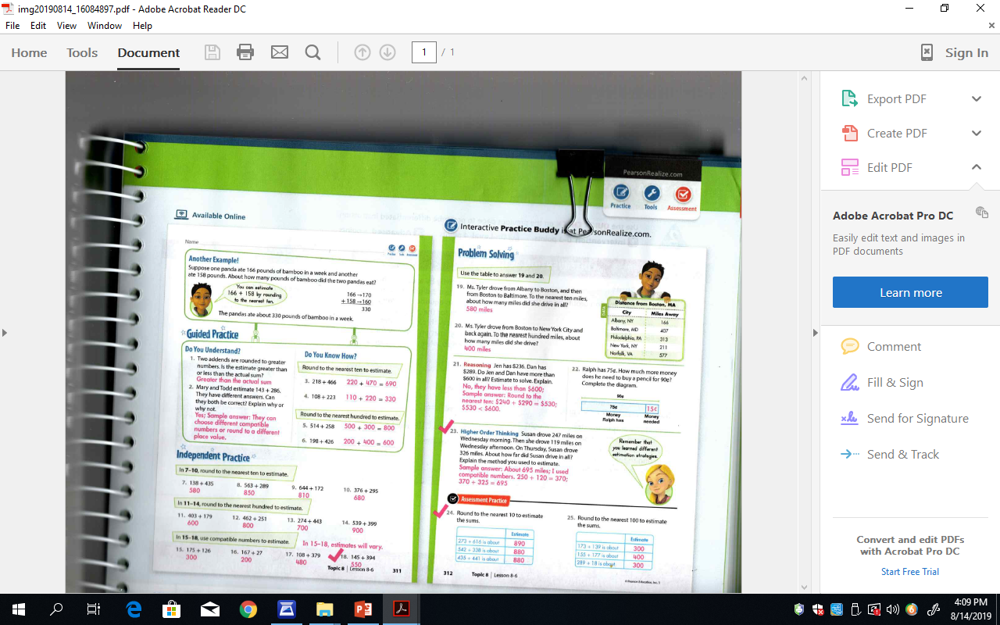 img20190814_16084897.pdf - Adobe Acrobat Reader DC
File Edit View Window Help
Home Tools Document 1 / 1 Sign In
Export PDF
Create PDF
Edit PDF
Adobe Acrobat Pro DC
Easily edit text and images in
PDF documents
Learn more
Comment
Fill & Sign
Send for Signature
Send & Track
Convert and edit PDFs
with Acrobat Pro DC
Start Free Trial
PearsonRealize.com
Practice Tools Assessment
Available Online
Interactive Practice Buddy is at PearsonRealize.com.
Name
Another Example!
Suppose one panda ate 166 pounds of bamboo in a week and another
ate 158 pounds. About how many pounds of bamboo did the two pandas eat?
You can estimate
166 + 158 by rounding
to the nearest ten.
166 →170
+ 158 →160
330
The pandas ate about 330 pounds of bamboo in a week.
Guided Practice
Do You Understand?
1. Two addends are rounded to greater
numbers. Is the estimate greater than
or less than the actual sum?
Greater than the actual sum
2. Mary and Todd estimate 143 + 286.
They have different answers. Can
they both be correct? Explain why or
why not.
Yes; Sample answer: They can
choose different compatible
numbers or round to a different
place value.
Do You Know How?
Round to the nearest ten to estimate.
3. 218 + 466 220 + 470 = 690
4. 108 + 223 110 + 220 = 330
Round to the nearest hundred to estimate.
5. 514 + 258 500 + 300 = 800
6. 198 + 426 200 + 400 = 600
Independent Practice
In 7–10, round to the nearest ten to estimate.
7. 138 + 435 8. 563 + 289 9. 644 + 172 10. 376 + 295
580 850 810 680
In 11–14, round to the nearest hundred to estimate.
11. 403 + 179 12. 462 + 251 13. 274 + 443 14. 539 + 399
600 800 700 900
In 15–18, use compatible numbers to estimate. In 15–18, estimates will vary.
15. 175 + 126 16. 167 + 27 17. 108 + 379 18. 145 + 394
300 200 480 550
Topic 8 | Lesson 8-6 311
Problem Solving
Use the table to answer 19 and 20.
19. Ms. Tyler drove from Albany to Boston, and then
from Boston to Baltimore. To the nearest ten miles,
about how many miles did she drive in all?
580 miles
20. Ms. Tyler drove from Boston to New York City and
back again. To the nearest hundred miles, about
how many miles did she drive?
400 miles
DATA
Distance from Boston, MA
City Miles Away
Albany, NY 166
Baltimore, MD 407
Philadelphia, PA 313
New York, NY 211
Norfolk, VA 577
21. Reasoning Jen has $236. Dan has
$289. Do Jen and Dan have more than
$600 in all? Estimate to solve. Explain.
No, they have less than $600;
Sample answer: Round to the
nearest ten: $240 + $290 = $530;
$530 < $600.
22. Ralph has 75¢. How much more money
does he need to buy a pencil for 90¢?
Complete the diagram.
90¢
75¢ 15¢
Money Money
Ralph has needed
23. Higher Order Thinking Susan drove 247 miles on
Wednesday morning. Then she drove 119 miles on
Wednesday afternoon. On Thursday, Susan drove
326 miles. About how far did Susan drive in all?
Explain the method you used to estimate.
Sample answer: About 695 miles; I used
compatible numbers. 250 + 120 = 370;
370 + 325 = 695
Remember that
you learned different
estimation strategies.
Assessment Practice
24. Round to the nearest 10 to estimate
the sums.
Estimate
273 + 616 is about 890
542 + 338 is about 880
435 + 441 is about 880
25. Round to the nearest 100 to estimate
the sums.
Estimate
173 + 139 is about 300
155 + 177 is about 400
289 + 18 is about 300
312 Topic 8 | Lesson 8-6
4:09 PM
8/14/2019